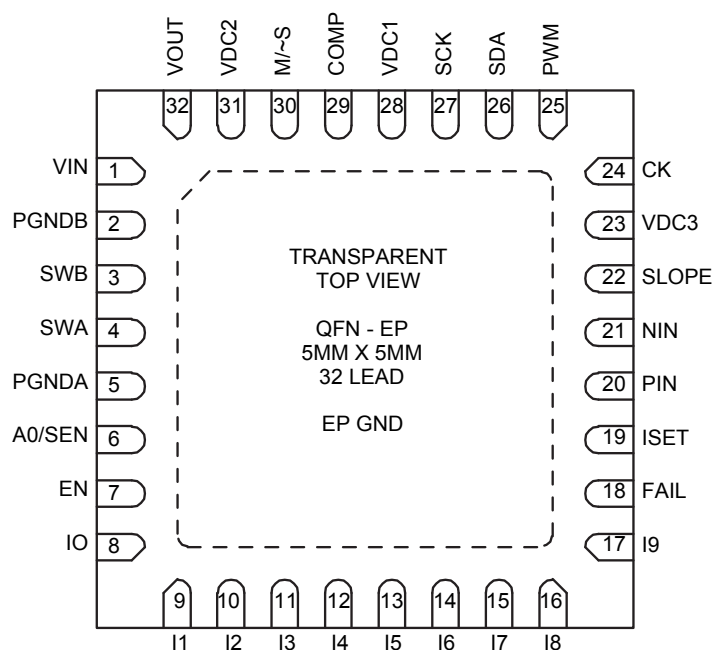 VOUT
VDC2
M/~S
COMP
VDC1
SCK
SDA
PWM
32 31 30 29 28 27 26 25
VIN 1
PGNDB 2
SWB 3
SWA 4
PGNDA 5
A0/SEN 6
EN 7
IO 8
TRANSPARENT
TOP VIEW
QFN - EP
5MM X 5MM
32 LEAD
EP GND
24 CK
23 VDC3
22 SLOPE
21 NIN
20 PIN
19 ISET
18 FAIL
17 I9
9 10 11 12 13 14 15 16
I1 I2 I3 I4 I5 I6 I7 I8